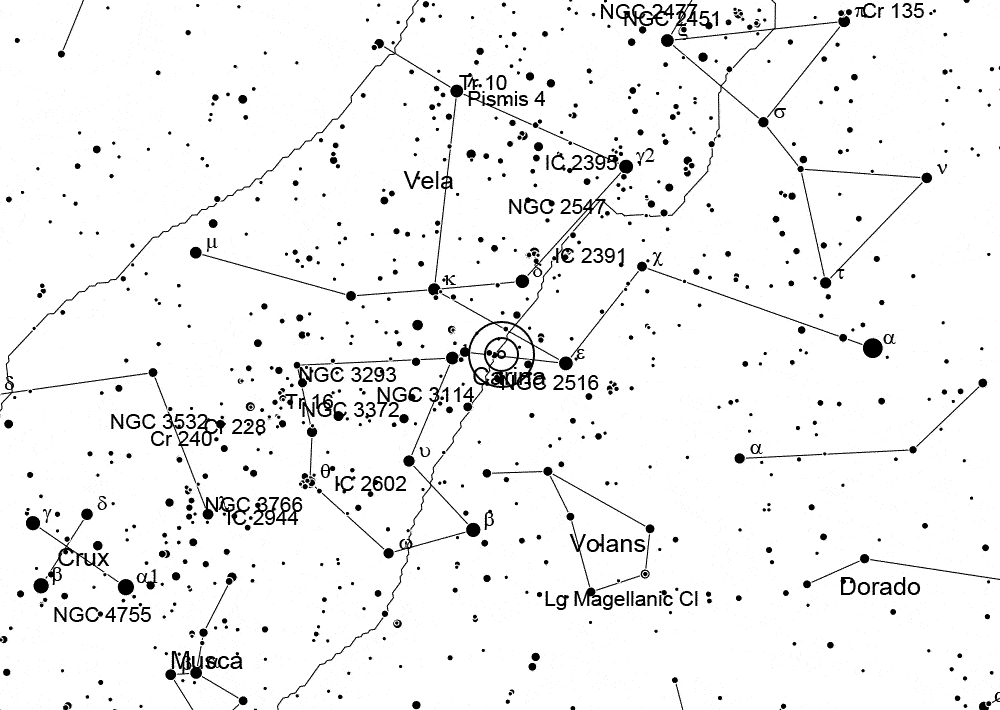 NGC 2477
NGC 2451
ζ
π
Cr 135
Tr 10
Pismis 4
σ
IC 2395
γ2
ν
Vela
NGC 2547
μ
IC 2391
δ
χ
κ
τ
α
ι
ε
Carina
NGC 2516
δ
NGC 3293
Tr 16
NGC 3372
NGC 3114
NGC 3532
Cr 228
Cr 240
α
υ
θ
IC 2602
NGC 3766
λ
IC 2944
γ
δ
β
ω
Volans
Crux
β
α1
NGC 4755
Lg Magellanic Cl
Dorado
Musca
β
α